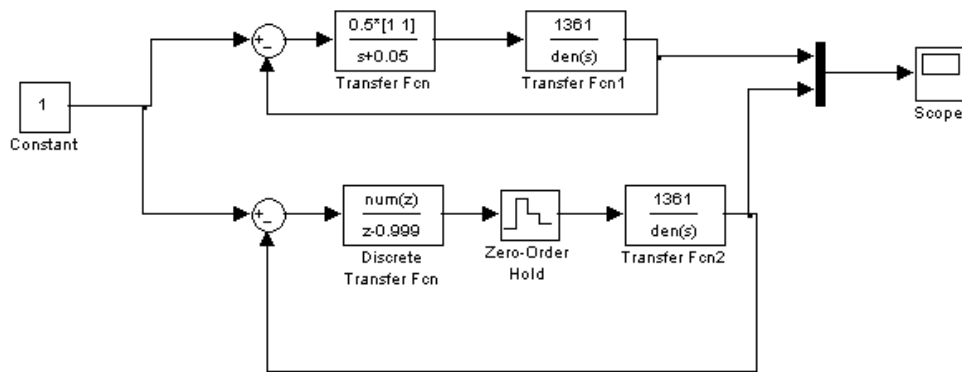 0.5*[1 1]
s+0.05
Transfer Fcn
1361
den(s)
Transfer Fcn1
+
-
1
Constant
Scope
+
-
num(z)
z-0.999
Discrete
Transfer Fcn
Zero-Order
Hold
1361
den(s)
Transfer Fcn2